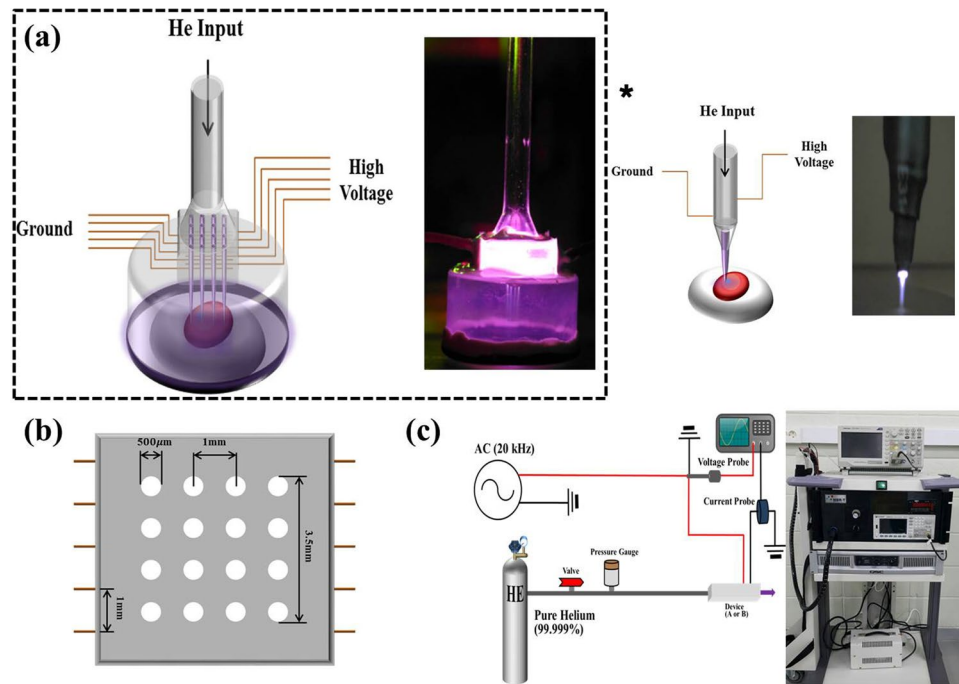 (a)
He Input
High
Voltage
Ground
*
He Input
Ground
High
Voltage
(b)
500μm
1mm
3.5mm
1mm
(c)
AC (20 kHz)
Voltage Probe
Current Probe
Pressure Gauge
Valve
HE
Pure Helium
(99.999%)
Device
(A or B)